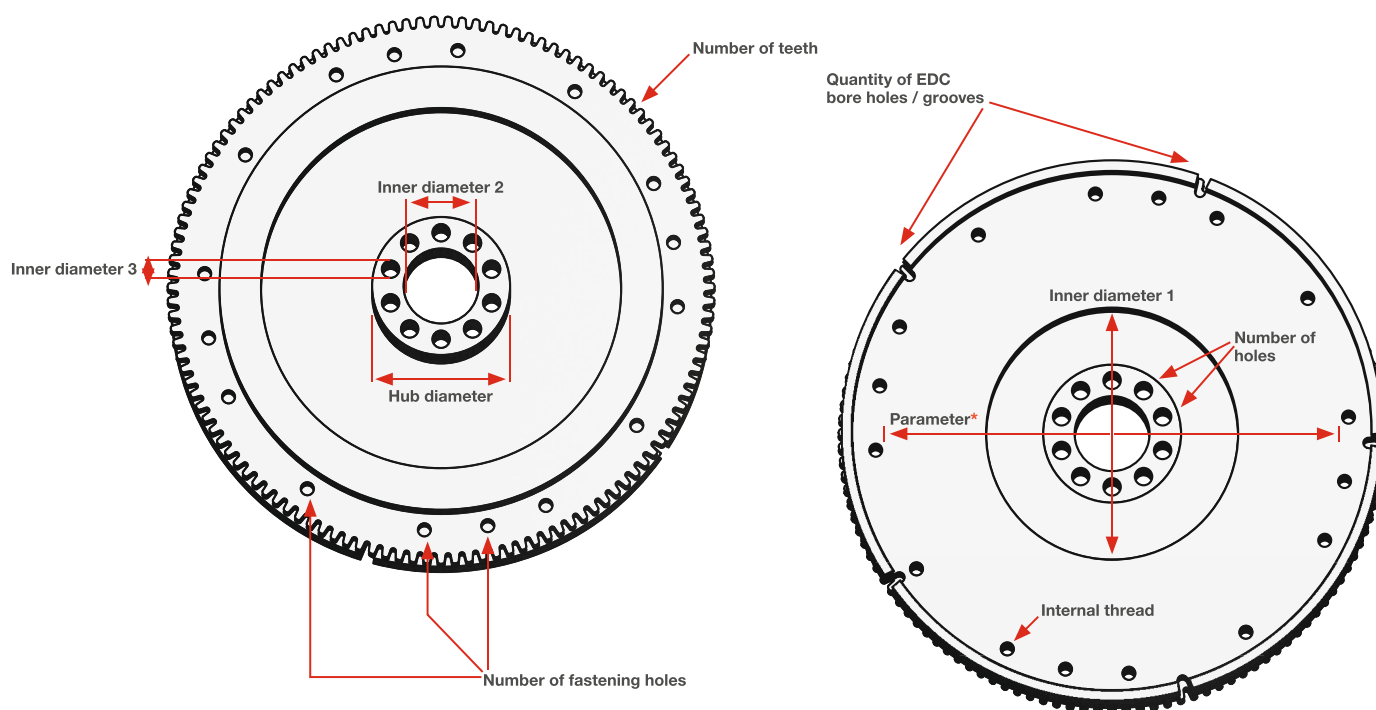 Number of teeth
Quantity of EDC
bore holes / grooves
Inner diameter 2
Inner diameter 3
Inner diameter 1
Number of
holes
Hub diameter
Parameter*
Internal thread
Number of fastening holes